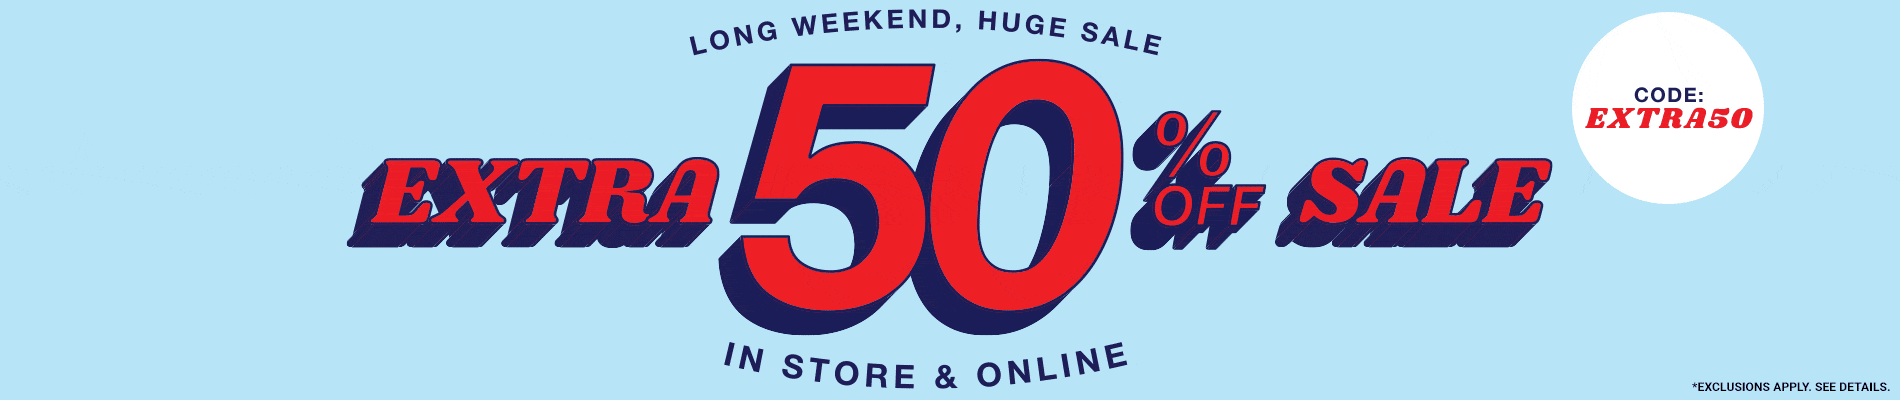 LONG WEEKEND, HUGE SALE
EXTRA 50% OFF SALE
IN STORE & ONLINE
CODE:
EXTRA50
*EXCLUSIONS APPLY. SEE DETAILS.